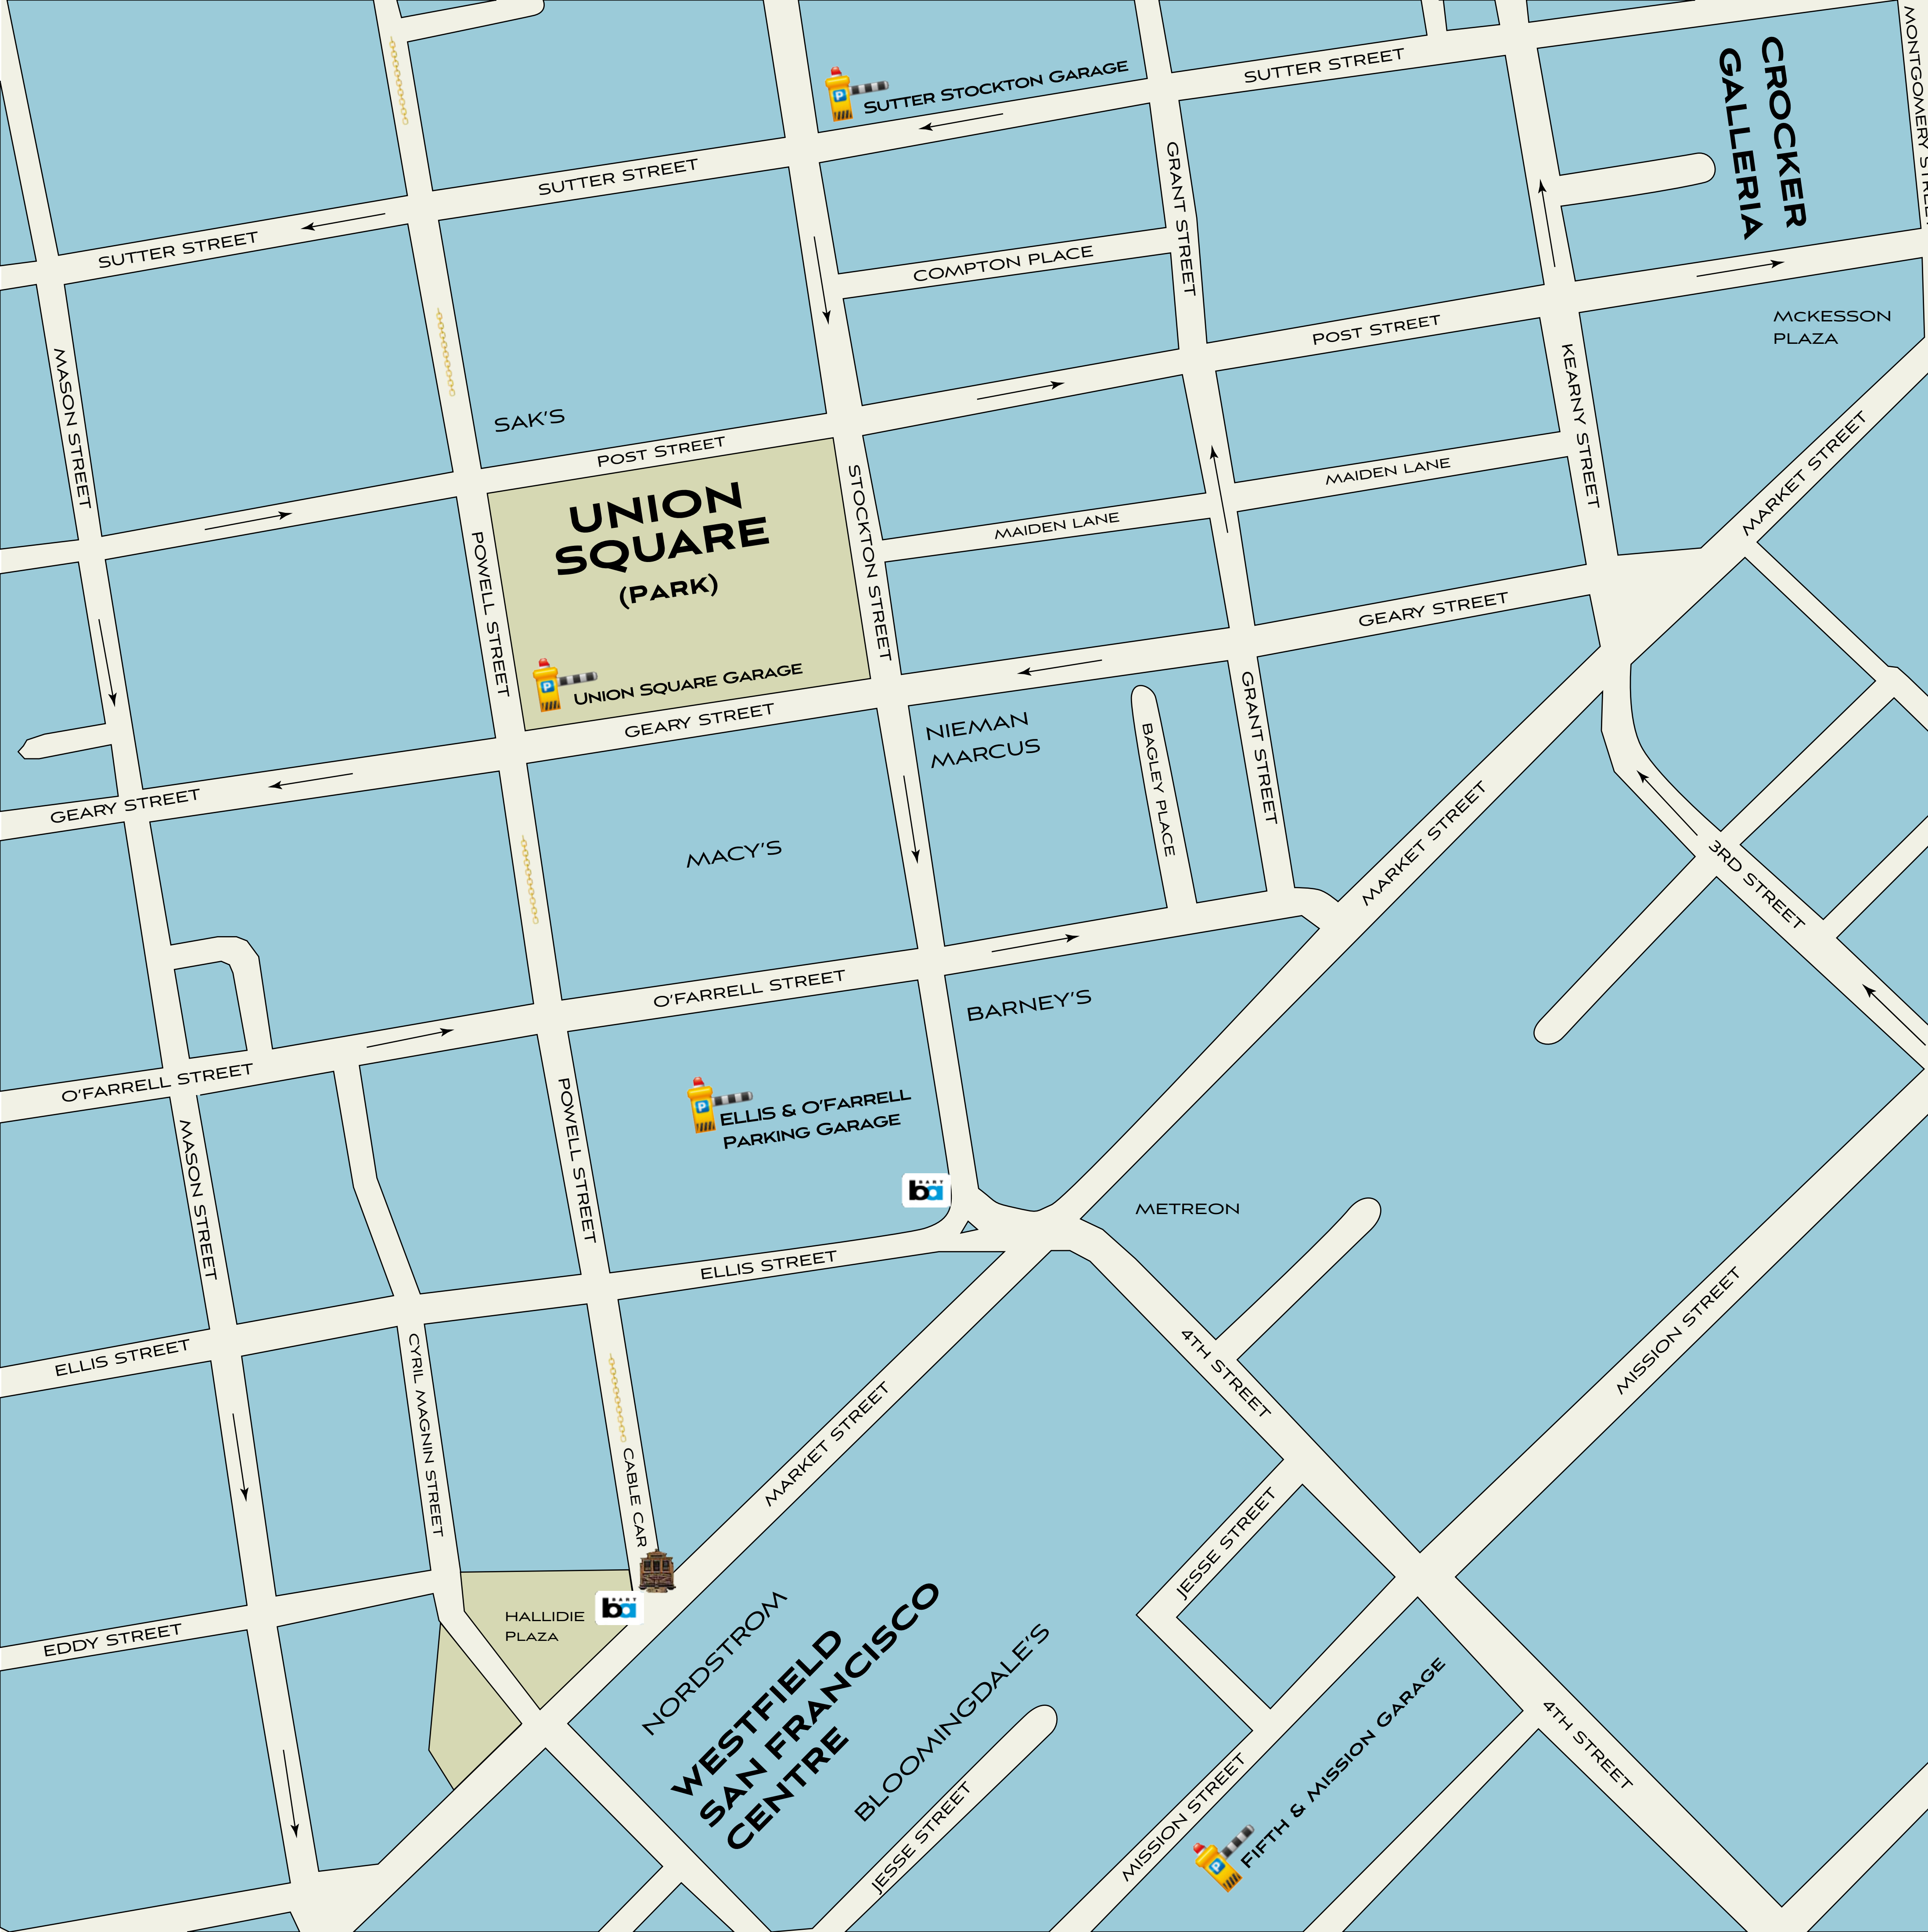 SUTTER STOCKTON GARAGE
SUTTER STREET
CROCKER
GALLERIA
SUTTER STREET
GRANT STREET
SUTTER STREET
COMPTON PLACE
POST STREET
MCKESSON
PLAZA
MASON STREET
SAK'S
POST STREET
KEARNY STREET
MARKET STREET
UNION
SQUARE
(PARK)
POWELL STREET
STOCKTON STREET
MAIDEN LANE
MAIDEN LANE
GEARY STREET
P
UNION SQUARE GARAGE
GEARY STREET
NIEMAN
MARCUS
BAGLEY PLACE
GRANT STREET
GEARY STREET
MACY'S
MARKET STREET
3RD STREET
O'FARRELL STREET
BARNEY'S
O'FARRELL STREET
P
ELLIS & O'FARRELL
PARKING GARAGE
MASON STREET
POWELL STREET
BART
ba
METREON
ELLIS STREET
ELLIS STREET
4TH STREET
MISSION STREET
CYRIL MAGNIN STREET
CABLE CAR
MARKET STREET
JESSE STREET
HALLIDIE
PLAZA
BART
ba
EDDY STREET
NORDSTROM
WESTFIELD
SAN FRANCISCO
CENTRE
BLOOMINGDALE'S
JESSE STREET
MISSION STREET
P
FIFTH & MISSION GARAGE
4TH STREET
P